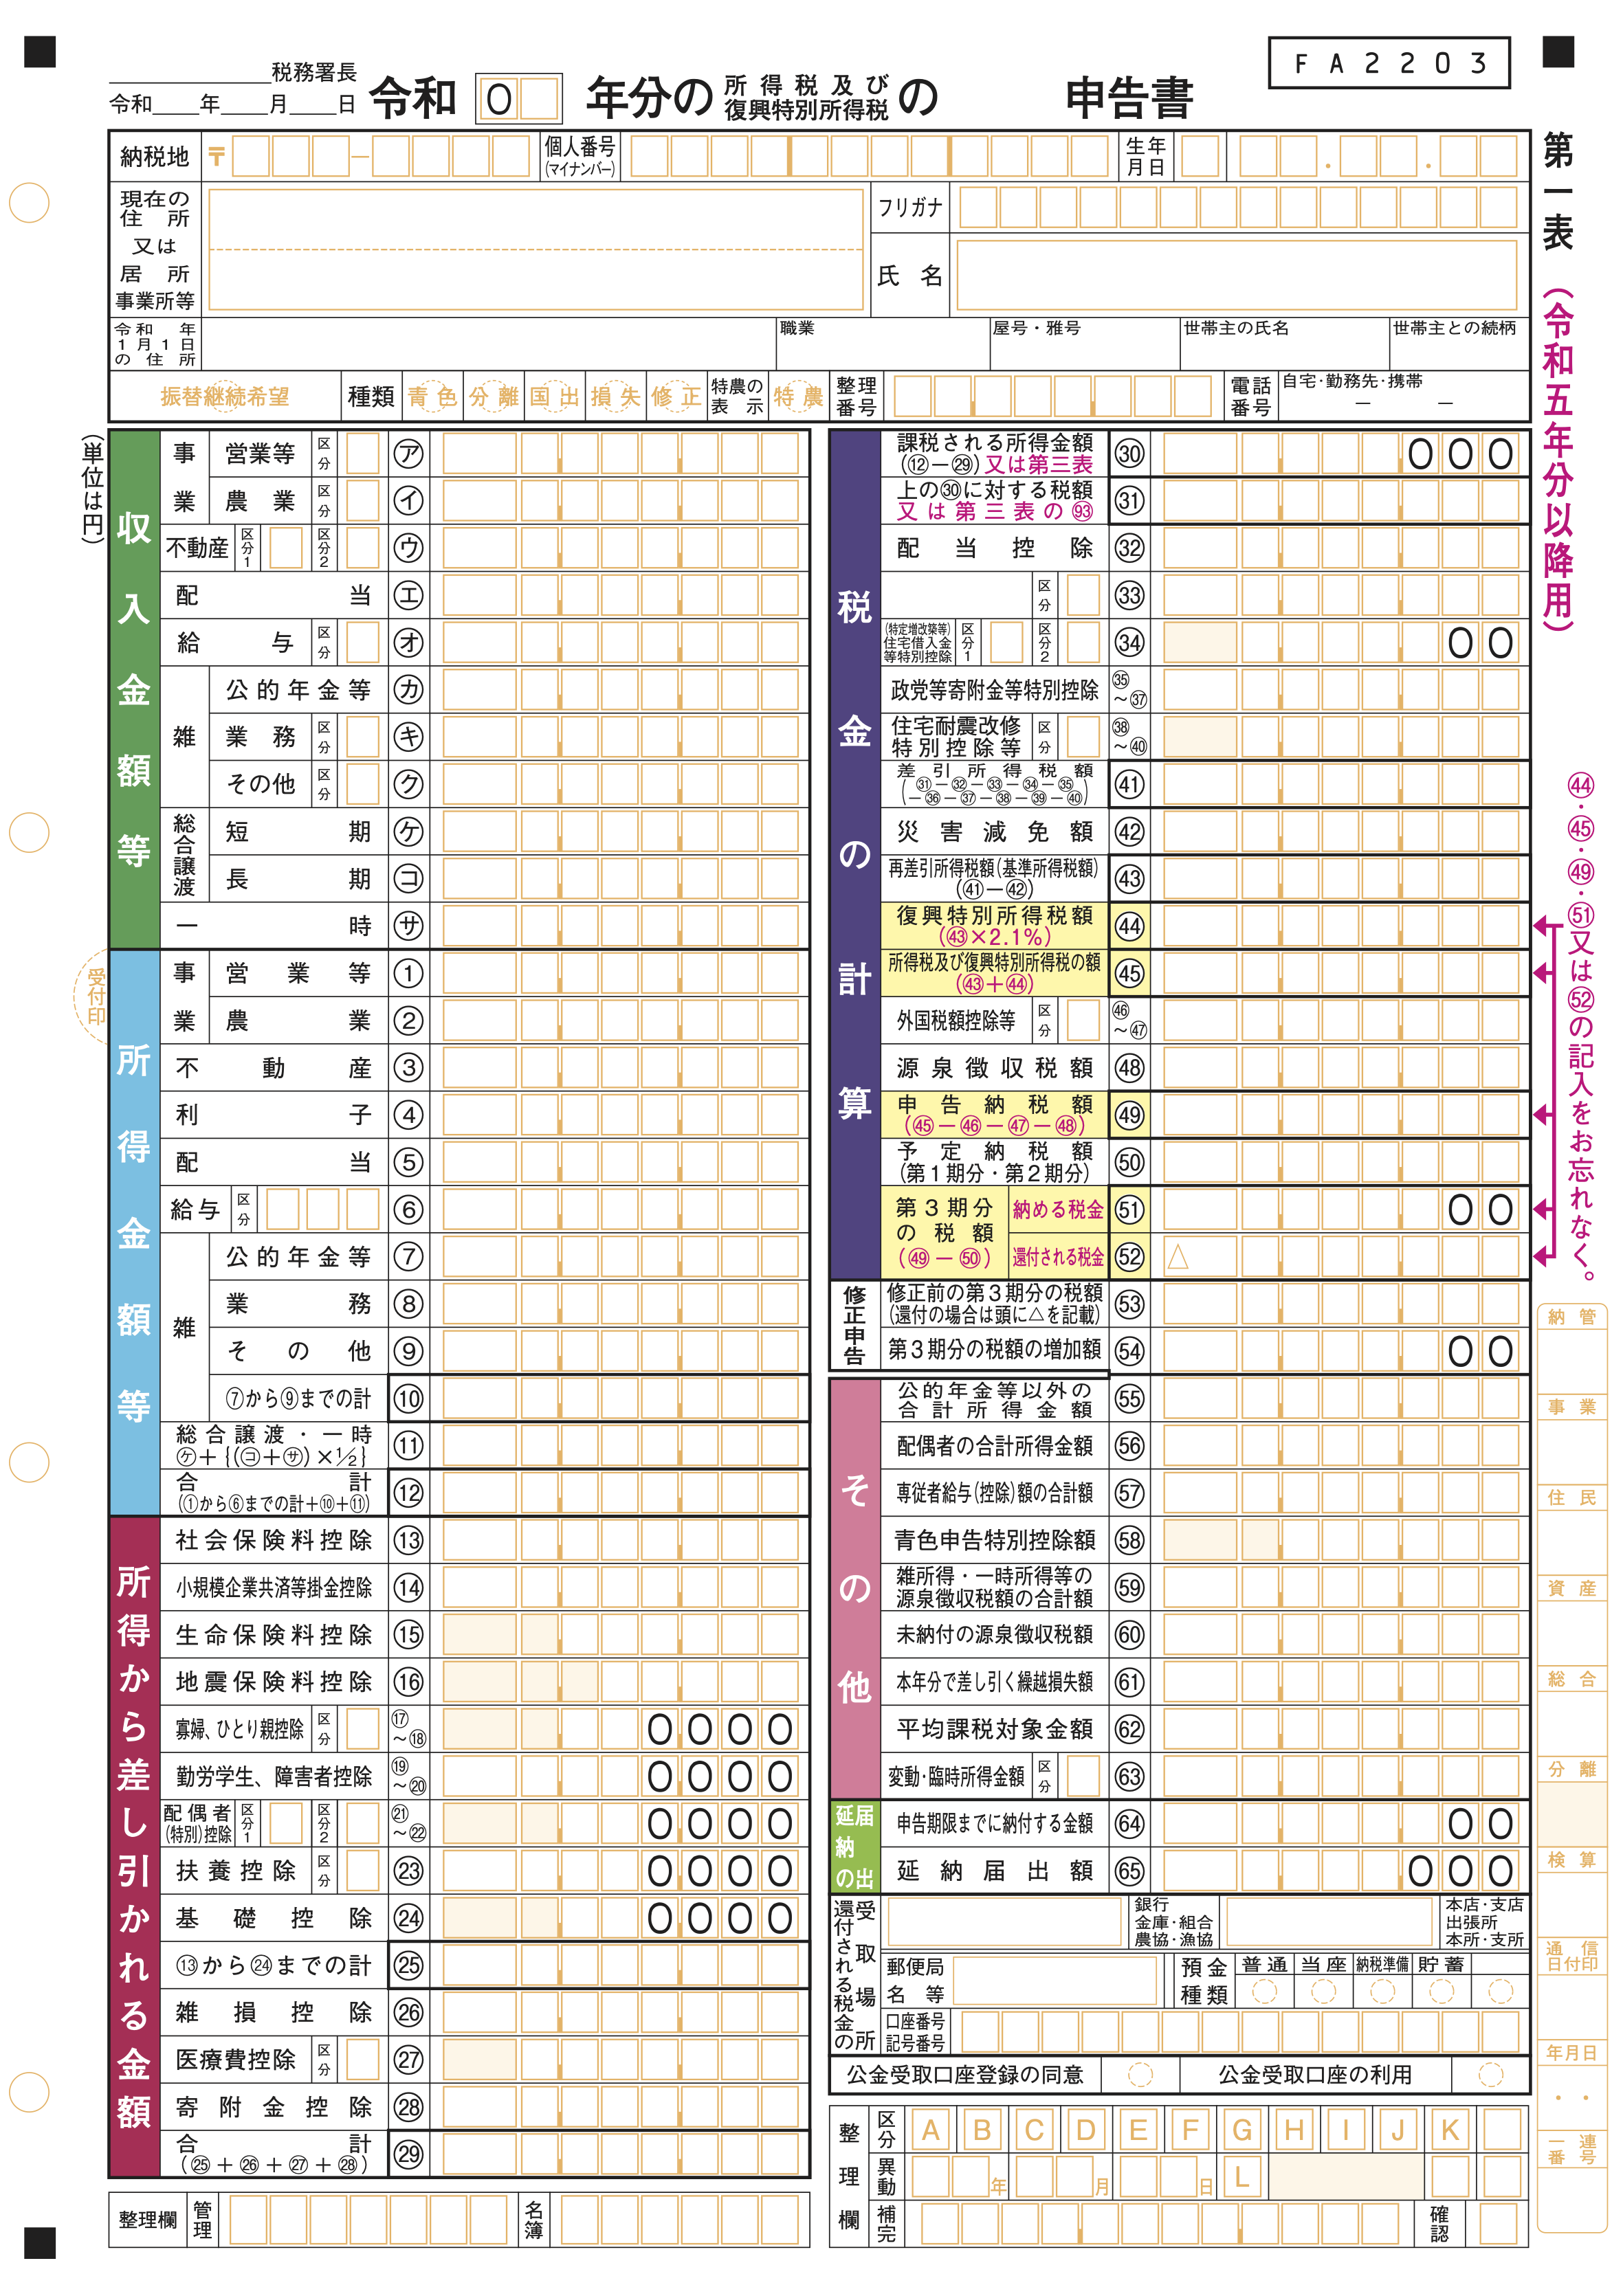 FA2203
税務署長
令和 年 月 日
令和 0 年分の 所得税及び 復興特別所得税 の 申告書
第一表
(令和五年分以降用)
納税地 〒 －
個人番号 (マイナンバー)
生年月日 . .
現在の住所又は居所事業所等
フリガナ
氏名
令和 年1月1日の住所
職業
屋号・雅号
世帯主の氏名
世帯主との続柄
振替継続希望
種類 青色 分離 国出 損失 修正 特農の表示 特農
整理番号
電話番号 自宅・勤務先・携帯 － －
(単位は円)
受付印
収入金額等
事業 営業等 区分 ㋐
農業 区分 ㋑
不動産 区分1 区分2 ㋒
配当 ㋓
給与 区分 ㋔
雑 公的年金等 ㋕
業務 区分 ㋖
その他 区分 ㋗
総合譲渡 短期 ㋘
長期 ㋙
一時 ㋚
所得金額等
事業 営業等 ①
農業 ②
不動産 ③
利子 ④
配当 ⑤
給与 区分 ⑥
雑 公的年金等 ⑦
業務 ⑧
その他 ⑨
⑦から⑨までの計 ⑩
総合譲渡・一時 ㋘+{(㋙+㋚)×1/2} ⑪
合計 (①から⑥までの計+⑩+⑪) ⑫
所得から差し引かれる金額
社会保険料控除 ⑬
小規模企業共済等掛金控除 ⑭
生命保険料控除 ⑮
地震保険料控除 ⑯
寡婦、ひとり親控除 区分 ⑰～⑱ 0000
勤労学生、障害者控除 ⑲～⑳ 0000
配偶者(特別)控除 区分1 区分2 ㉑～㉒ 0000
扶養控除 区分 ㉓ 0000
基礎控除 ㉔ 0000
⑬から㉔までの計 ㉕
雑損控除 ㉖
医療費控除 区分 ㉗
寄附金控除 ㉘
合計 (㉕+㉖+㉗+㉘) ㉙
整理欄 管理 名簿
税金の計算
課税される所得金額 (⑫－㉙)又は第三表 ㉚ 000
上の㉚に対する税額 又は第三表の93 ㉛
配当控除 ㉜
区分 ㉝
(特定増改築等) 住宅借入金等特別控除 区分1 区分2 ㉞ 00
政党等寄附金等特別控除 ㉟～㊲
住宅耐震改修特別控除等 区分 ㊳～㊵
差引所得税額 (㉛－㉜－㉝－㉞－㉟－㊱－㊲－㊳－㊴－㊵) ㊶
災害減免額 ㊷
再差引所得税額(基準所得税額) (㊶－㊷) ㊸
復興特別所得税額 (㊸×2.1%) ㊹
所得税及び復興特別所得税の額 (㊸+㊹) ㊺
外国税額控除等 区分 ㊻～㊼
源泉徴収税額 ㊽
申告納税額 (㊺－㊻－㊼－㊽) ㊾
予定納税額 (第1期分・第2期分) ㊿
第3期分の税額 (㊾－㊿) 納める税金 51 00
還付される税金 52 △
修正申告
修正前の第3期分の税額 (還付の場合は頭に△を記載) 53
第3期分の税額の増加額 54 00
その他
公的年金等以外の合計所得金額 55
配偶者の合計所得金額 56
専従者給与(控除)額の合計額 57
青色申告特別控除額 58
雑所得・一時所得等の源泉徴収税額の合計額 59
未納付の源泉徴収税額 60
本年分で差し引く繰越損失額 61
平均課税対象金額 62
変動・臨時所得金額 区分 63
延納の届出
申告期限までに納付する金額 64 00
延納届出額 65 000
還付される税金の受取場所
銀行 金庫・組合 農協・漁協
本店・支店 出張所 本所・支所
郵便局名等
預金種類 普通 当座 納税準備 貯蓄
口座番号 記号番号
公金受取口座登録の同意
公金受取口座の利用
整理欄
区分 A B C D E F G H I J K
異動 年 月 日 L
補完 確認
㊹・㊺・㊾・51又は52の記入をお忘れなく。
納管
事業
住民
資産
総合
分離
検算
通信日付印
年月日
・ ・
一連番号